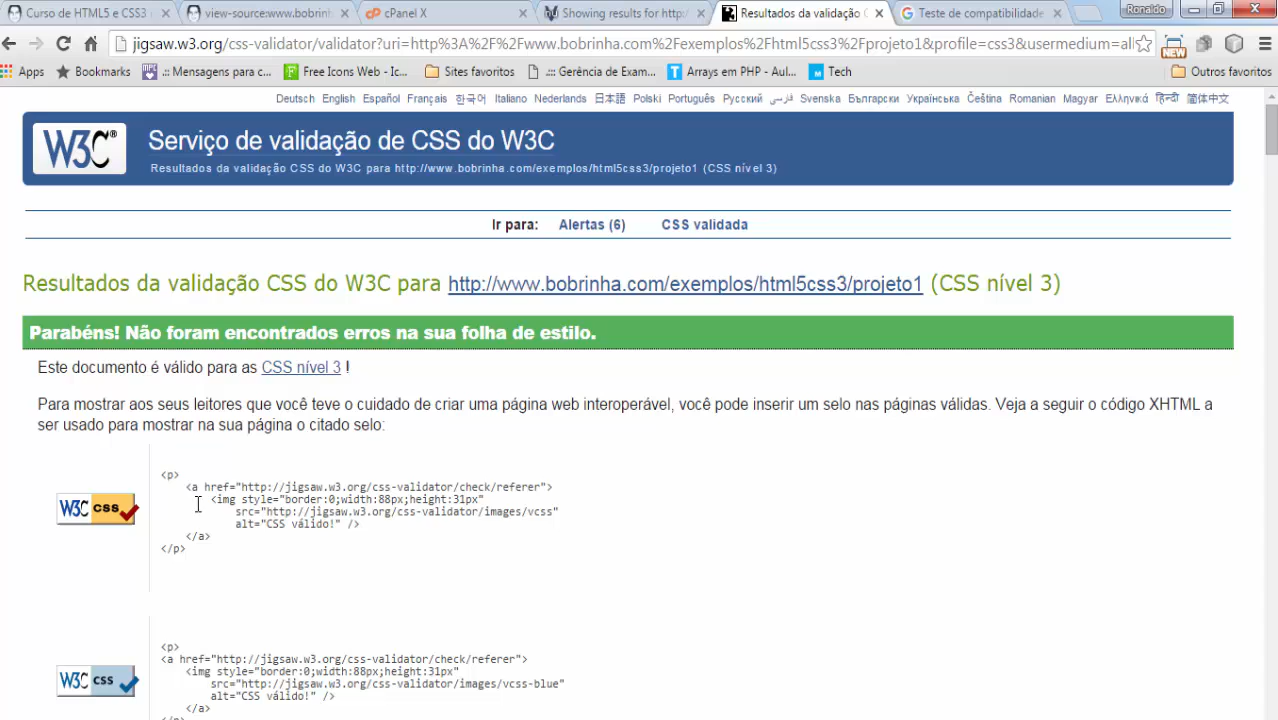 Curso de HTML5 e CSS3
view-source:www.bobrinh
cPanel X
Showing results for http:/
Resultados da validação C
Teste de compatibilidade
Ronaldo
jigsaw.w3.org/css-validator/validator?uri=http%3A%2F%2Fwww.bobrinha.com%2Fexemplos%2Fhtml5css3%2Fprojeto1&profile=css3&usermedium=all
NEW
Apps
Bookmarks
.:: Mensagens para c...
Free Icons Web - Ic...
Sites favoritos
.:: Gerência de Exam...
Arrays em PHP - Aul...
Tech
Outros favoritos
Deutsch English Español Français 한국어 Italiano Nederlands 日本語 Polski Português Русский فارسی Svenska Български Українська Čeština Romanian Magyar Ελληνικά हिन्दी 简体中文
W3C®
Serviço de validação de CSS do W3C
Resultados da validação CSS do W3C para http://www.bobrinha.com/exemplos/html5css3/projeto1 (CSS nível 3)
Ir para: Alertas (6) CSS validada
Resultados da validação CSS do W3C para http://www.bobrinha.com/exemplos/html5css3/projeto1 (CSS nível 3)
Parabéns! Não foram encontrados erros na sua folha de estilo.
Este documento é válido para as CSS nível 3 !
Para mostrar aos seus leitores que você teve o cuidado de criar uma página web interoperável, você pode inserir um selo nas páginas válidas. Veja a seguir o código XHTML a
ser usado para mostrar na sua página o citado selo:
W3C css
<p>
<a href="http://jigsaw.w3.org/css-validator/check/referer">
<img style="border:0;width:88px;height:31px"
src="http://jigsaw.w3.org/css-validator/images/vcss"
alt="CSS válido!" />
</a>
</p>
W3C css
<p>
<a href="http://jigsaw.w3.org/css-validator/check/referer">
<img style="border:0;width:88px;height:31px"
src="http://jigsaw.w3.org/css-validator/images/vcss-blue"
alt="CSS válido!" />
</a>
</p>